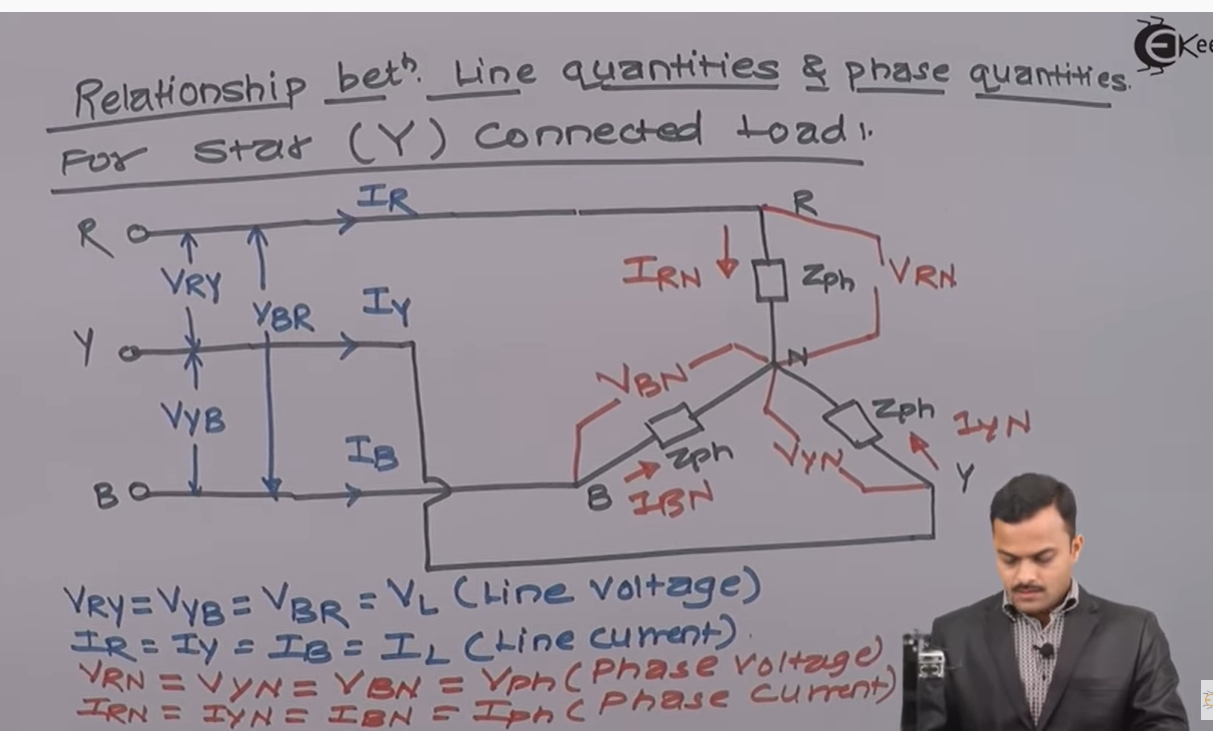 EKee
Relationship betⁿ. Line quantities & phase quantities.
For star (Y) connected load:
R
IR
R
VRY
VBR
IRN
Zph
VRN
Y
IY
N
VBN
VYB
Zph
IYN
IB
Zph
VYN
Y
B
B
IBN
VRY = VYB = VBR = VL (Line voltage)
IR = IY = IB = IL (Line current).
VRN = VYN = VBN = Vph (Phase voltage)
IRN = IYN = IBN = Iph (Phase current)